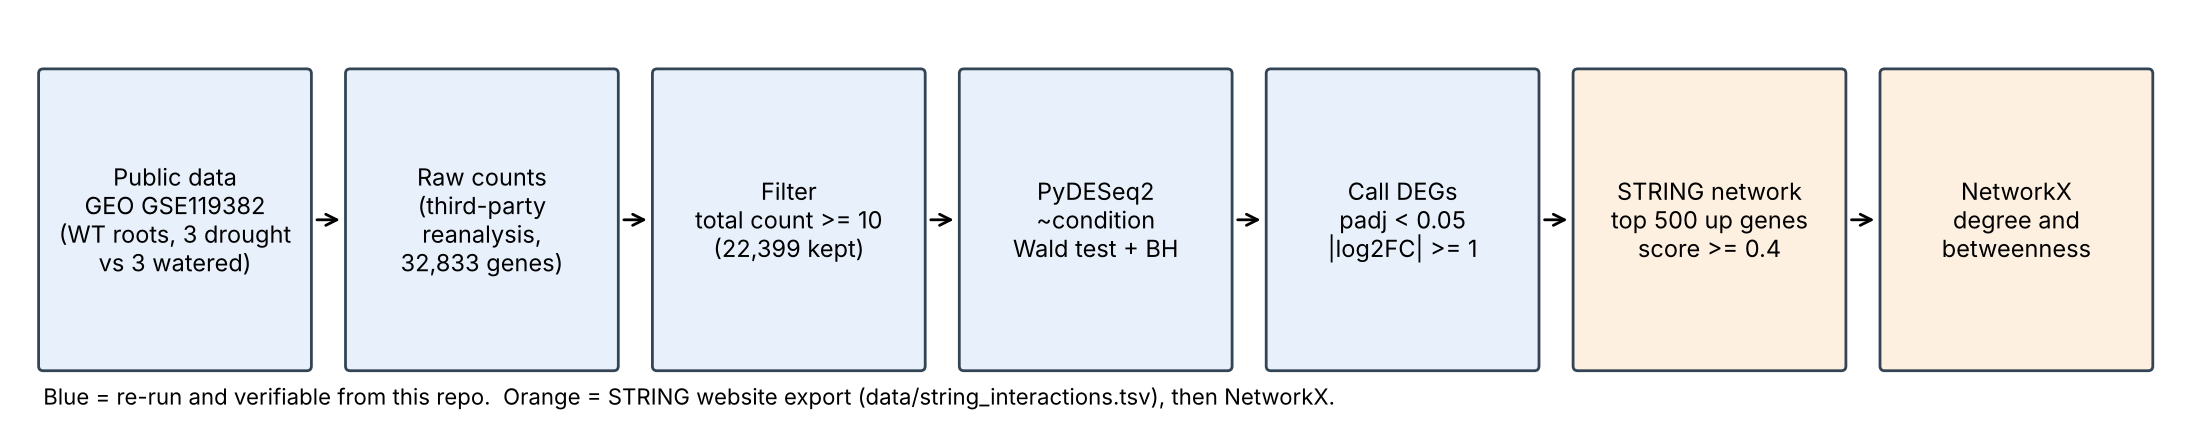 Public data
GEO GSE119382
(WT roots, 3 drought
vs 3 watered)
Raw counts
(third-party
reanalysis,
32,833 genes)
Filter
total count >= 10
(22,399 kept)
PyDESeq2
~condition
Wald test + BH
Call DEGs
padj < 0.05
|log2FC| >= 1
STRING network
top 500 up genes
score >= 0.4
NetworkX
degree and
betweenness
Blue = re-run and verifiable from this repo.  Orange = STRING website export (data/string_interactions.tsv), then NetworkX.